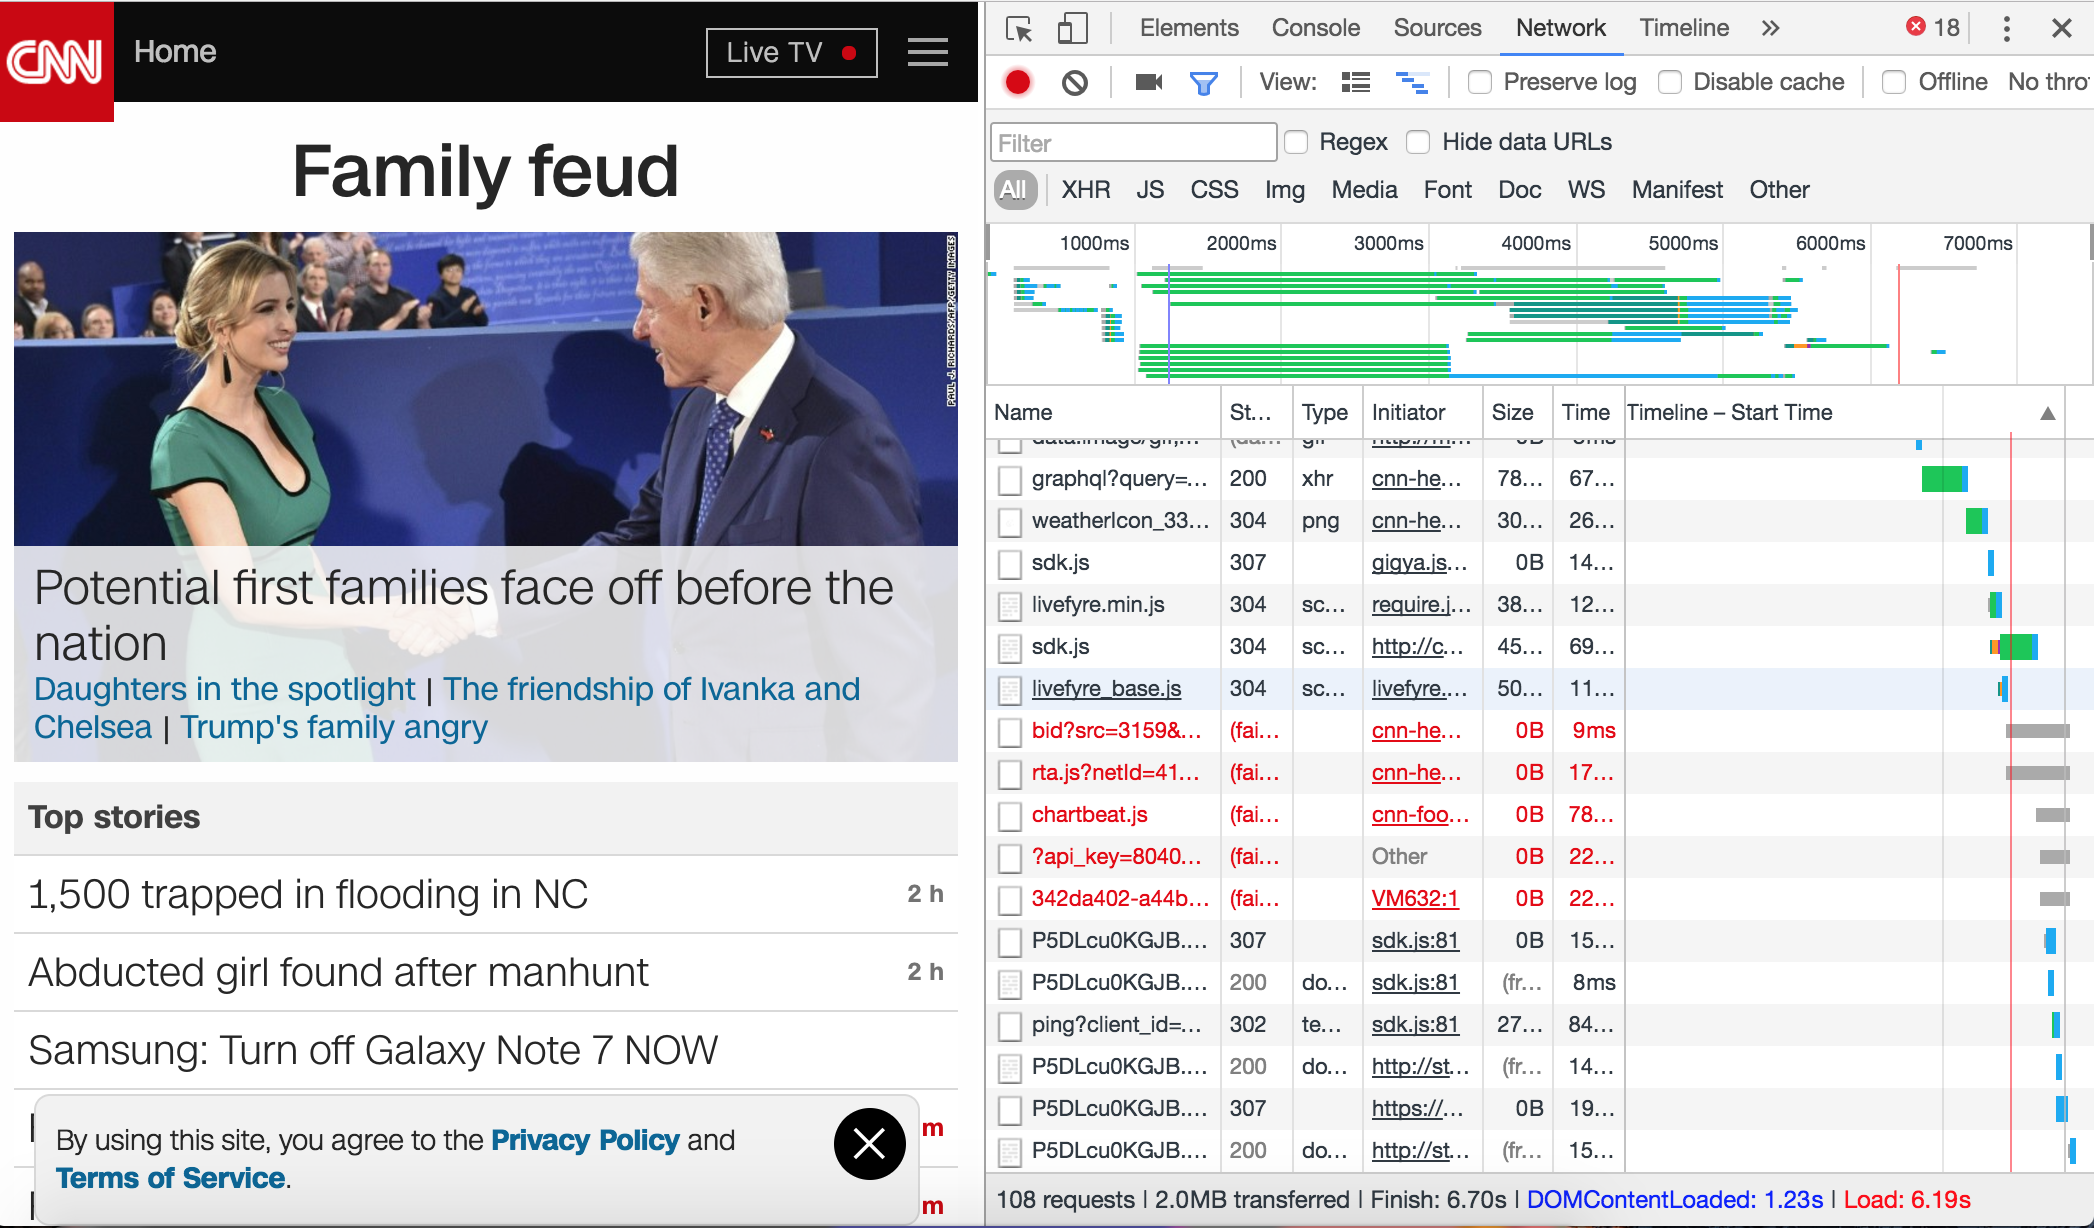 CNN
Home
Live TV
Family feud
PAUL J. RICHARDS/AFP/GETTY IMAGES
Potential first families face off before the
nation
Daughters in the spotlight | The friendship of Ivanka and
Chelsea | Trump's family angry
Top stories
1,500 trapped in flooding in NC 2 h
Abducted girl found after manhunt 2 h
Samsung: Turn off Galaxy Note 7 NOW
m
By using this site, you agree to the Privacy Policy and
Terms of Service.
m
Elements Console Sources Network Timeline » 18
View: Preserve log Disable cache Offline No thro
Filter Regex Hide data URLs
All XHR JS CSS Img Media Font Doc WS Manifest Other
1000ms 2000ms 3000ms 4000ms 5000ms 6000ms 7000ms
Name St... Type Initiator Size Time Timeline – Start Time
graphql?query=... 200 xhr cnn-he... 78... 67...
weatherIcon_33... 304 png cnn-he... 30... 26...
sdk.js 307 gigya.js... 0B 14...
livefyre.min.js 304 sc... require.j... 38... 12...
sdk.js 304 sc... http://c... 45... 69...
livefyre_base.js 304 sc... livefyre.... 50... 11...
bid?src=3159&... (fai... cnn-he... 0B 9ms
rta.js?netId=41... (fai... cnn-he... 0B 17...
chartbeat.js (fai... cnn-foo... 0B 78...
?api_key=8040... (fai... Other 0B 22...
342da402-a44b... (fai... VM632:1 0B 22...
P5DLcu0KGJB.... 307 sdk.js:81 0B 15...
P5DLcu0KGJB.... 200 do... sdk.js:81 (fr... 8ms
ping?client_id=... 302 te... sdk.js:81 27... 84...
P5DLcu0KGJB.... 200 do... http://st... (fr... 14...
P5DLcu0KGJB.... 307 https://... 0B 19...
P5DLcu0KGJB.... 200 do... http://st... (fr... 15...
108 requests | 2.0MB transferred | Finish: 6.70s | DOMContentLoaded: 1.23s | Load: 6.19s